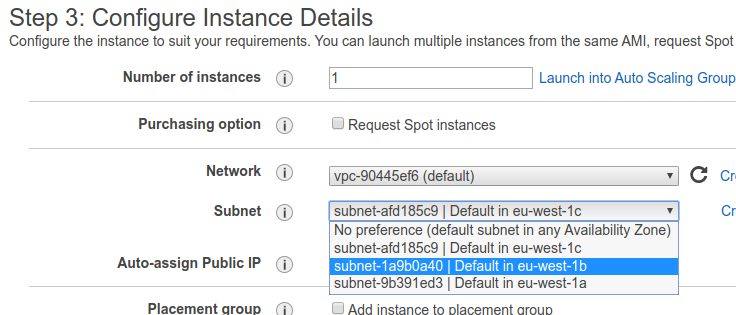 Step 3: Configure Instance Details
Configure the instance to suit your requirements. You can launch multiple instances from the same AMI, request Spot
Number of instances i 1 Launch into Auto Scaling Group
Purchasing option i Request Spot instances
Network i vpc-90445ef6 (default) Cre
Subnet i subnet-afd185c9 | Default in eu-west-1c Cr
No preference (default subnet in any Availability Zone)
subnet-afd185c9 | Default in eu-west-1c
Auto-assign Public IP i subnet-1a9b0a40 | Default in eu-west-1b
subnet-9b391ed3 | Default in eu-west-1a
Placement group i Add instance to placement group